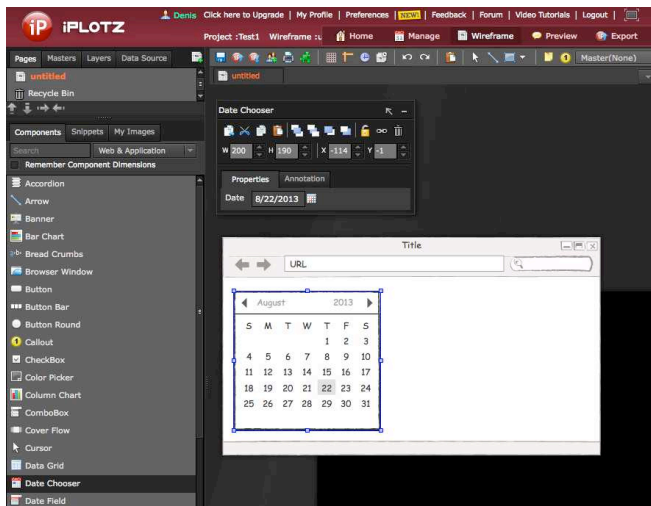 iP iPLOTZ
Denis Click here to Upgrade | My Profile | Preferences | NEW! | Feedback | Forum | Video Tutorials | Logout |
Project :Test1 Wireframe :u Home Manage Wireframe Preview Export
Pages Masters Layers Data Source
Master(None)
untitled
untitled
Recycle Bin
Components Snippets My Images
Search Web & Application
Remember Component Dimensions
Accordion
Arrow
Banner
Bar Chart
Bread Crumbs
Browser Window
Button
Button Bar
Button Round
Callout
CheckBox
Color Picker
Column Chart
ComboBox
Cover Flow
Cursor
Data Grid
Date Chooser
Date Field
Date Chooser
W 200 H 190 X -114 Y -1
Properties Annotation
Date 8/22/2013
Title
URL
August 2013
S M T W T F S
1 2 3
4 5 6 7 8 9 10
11 12 13 14 15 16 17
18 19 20 21 22 23 24
25 26 27 28 29 30 31